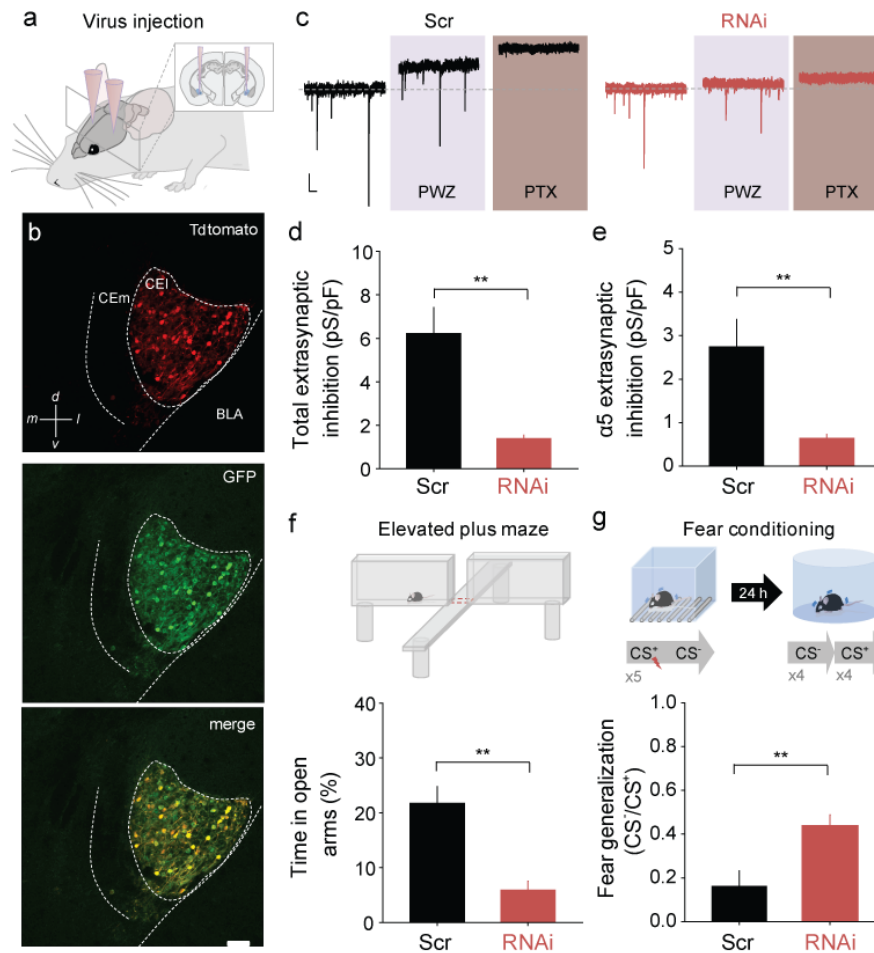 a
Virus injection
b
Tdtomato
CEm
CEl
BLA
d
m
l
v
GFP
merge
c
Scr
RNAi
PWZ
PTX
PWZ
PTX
d
Total extrasynaptic
inhibition (pS/pF)
10
8
6
4
2
0
**
Scr
RNAi
e
α5 extrasynaptic
inhibition (pS/pF)
5
4
3
2
1
0
**
Scr
RNAi
f
Elevated plus maze
Time in open
arms (%)
40
30
20
10
0
**
Scr
RNAi
g
Fear conditioning
24 h
CS⁺ CS⁻
x5
CS⁻ CS⁺
x4 x4
Fear generalization
(CS⁻/CS⁺)
1.0
0.8
0.6
0.4
0.2
0.0
**
Scr
RNAi